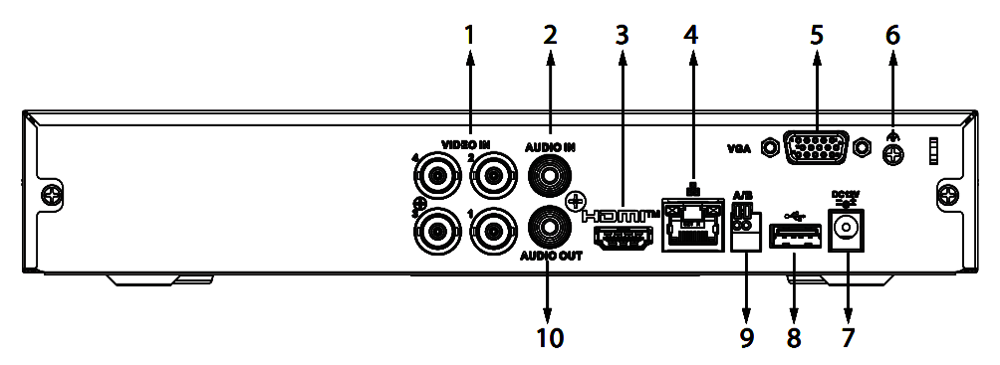 1 2 3 4 5 6
VIDEO IN
AUDIO IN
VGA
4 2
3 1
HDMI™
A/B
DC12V
AUDIO OUT
10 9 8 7